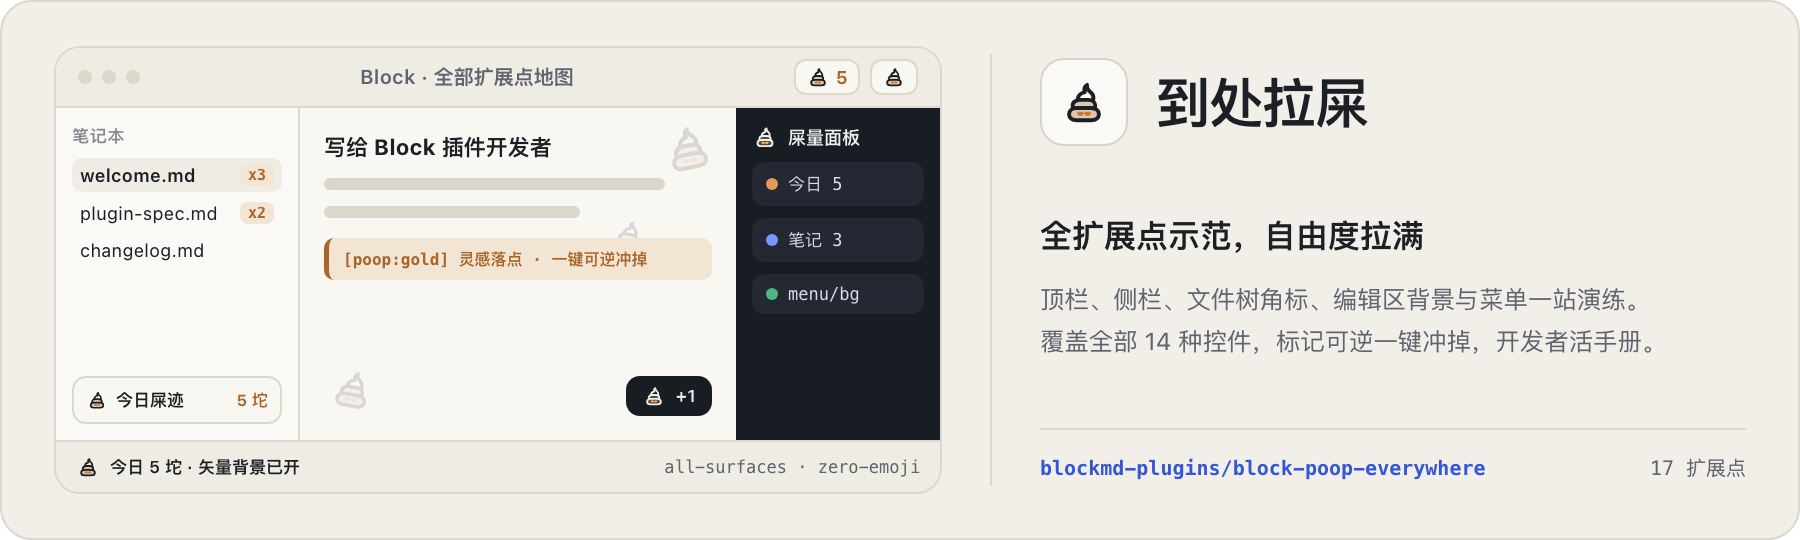 Block · 全部扩展点地图
5
笔记本
welcome.md x3
plugin-spec.md x2
changelog.md
今日屎迹 5 坨
写给 Block 插件开发者
[poop:gold] 灵感落点 · 一键可逆冲掉
+1
屎量面板
今日 5
笔记 3
menu/bg
今日 5 坨 · 矢量背景已开
all-surfaces · zero-emoji
到处拉屎
全扩展点示范，自由度拉满
顶栏、侧栏、文件树角标、编辑区背景与菜单一站演练。
覆盖全部 14 种控件，标记可逆一键冲掉，开发者活手册。
blockmd-plugins/block-poop-everywhere
17 扩展点